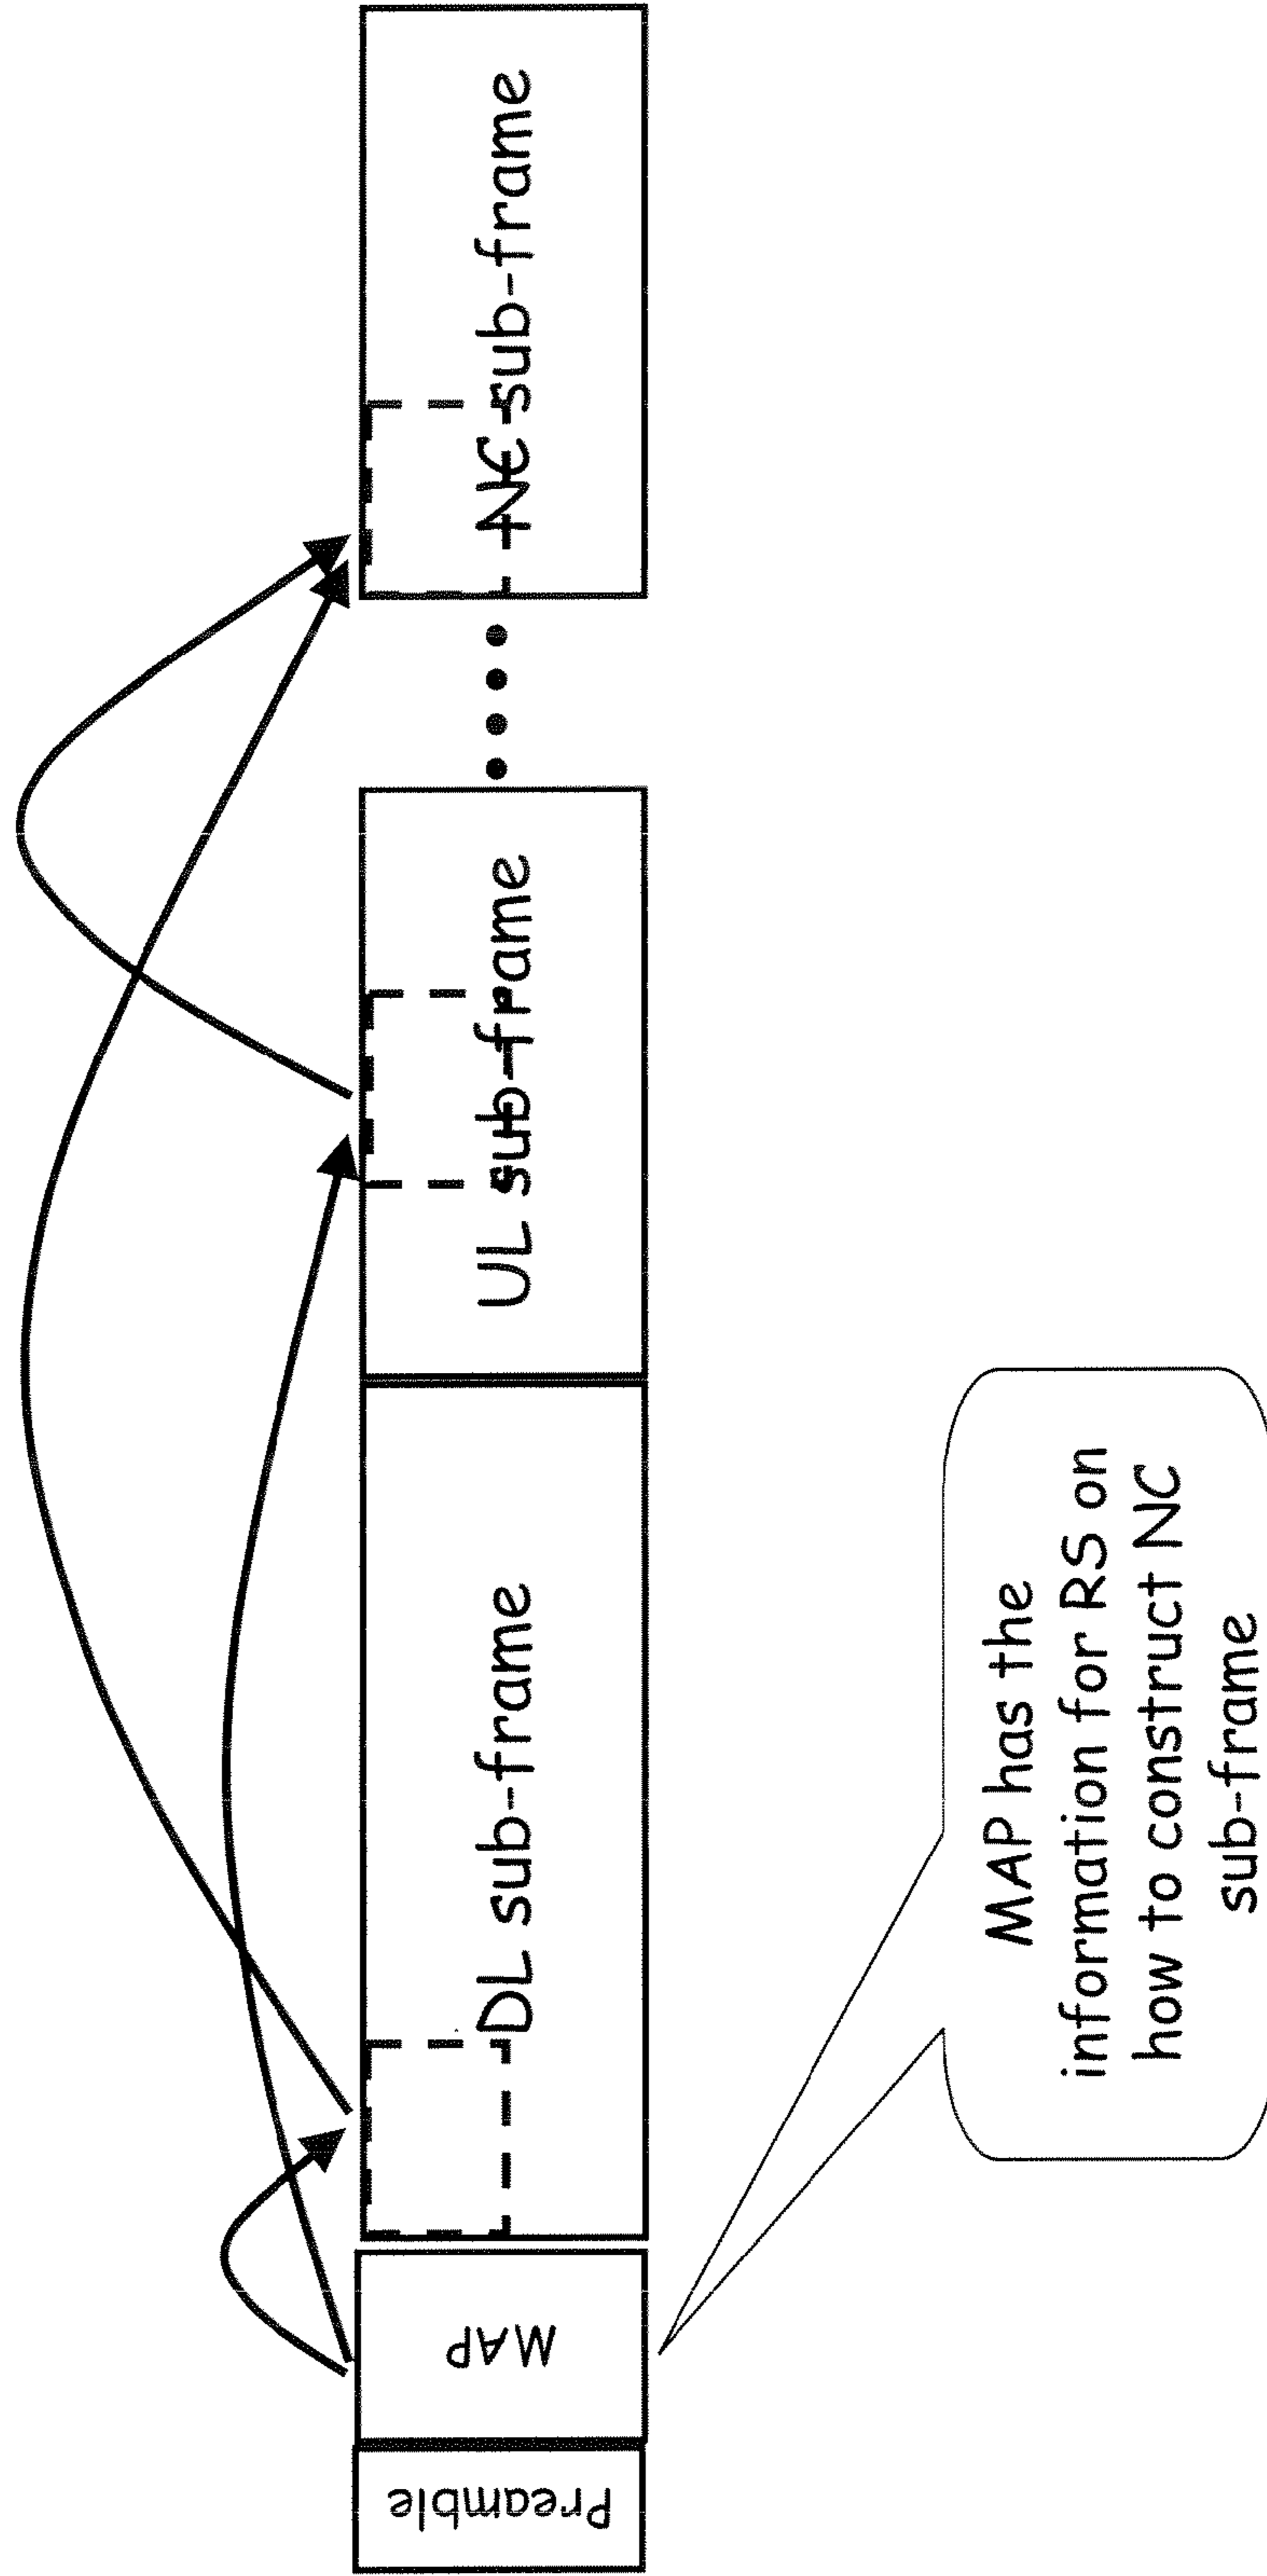 Preamble
MAP
DL sub-frame
UL sub-frame
NC sub-frame
MAP has the
information for RS on
how to construct NC
sub-frame